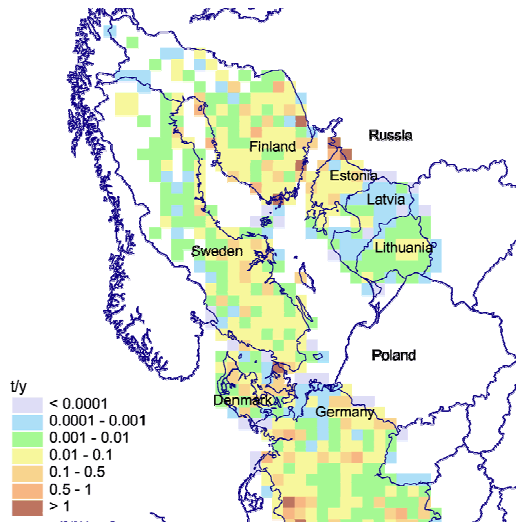 Russia
Finland
Estonia
Latvia
Lithuania
Sweden
Poland
Denmark
Germany
t/y
< 0.0001
0.0001 - 0.001
0.001 - 0.01
0.01 - 0.1
0.1 - 0.5
0.5 - 1
> 1